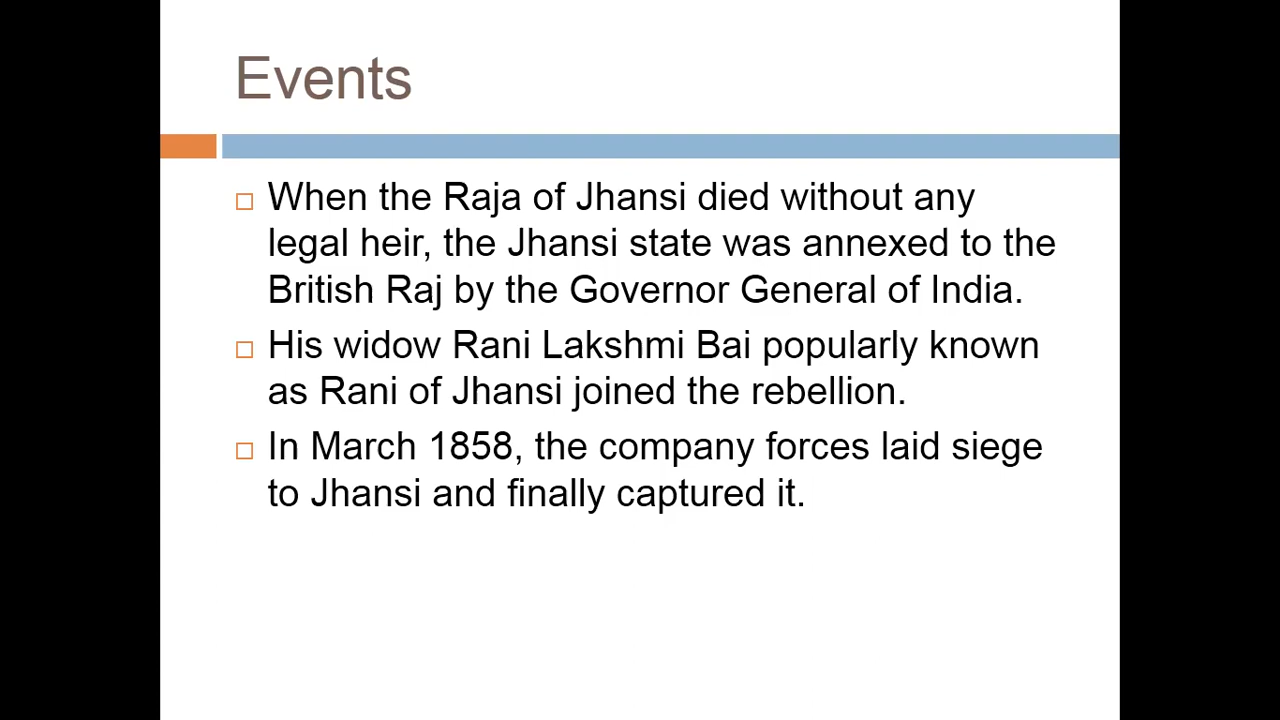 Events
When the Raja of Jhansi died without any
legal heir, the Jhansi state was annexed to the
British Raj by the Governor General of India.
His widow Rani Lakshmi Bai popularly known
as Rani of Jhansi joined the rebellion.
In March 1858, the company forces laid siege
to Jhansi and finally captured it.